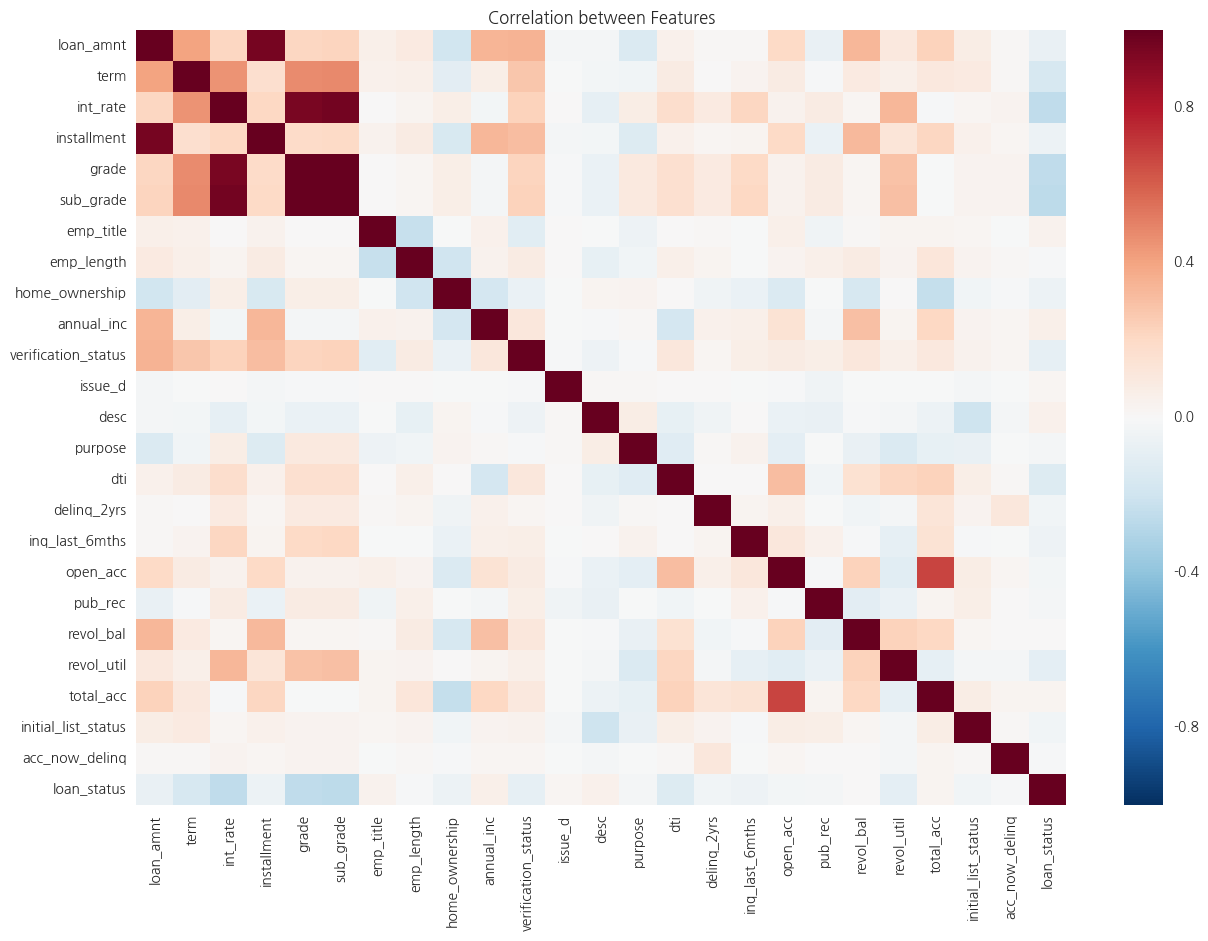 Correlation between Features
loan_amnt
term
int_rate
installment
grade
sub_grade
emp_title
emp_length
home_ownership
annual_inc
verification_status
issue_d
desc
purpose
dti
delinq_2yrs
inq_last_6mths
open_acc
pub_rec
revol_bal
revol_util
total_acc
initial_list_status
acc_now_delinq
loan_status
loan_amnt
term
int_rate
installment
grade
sub_grade
emp_title
emp_length
home_ownership
annual_inc
verification_status
issue_d
desc
purpose
dti
delinq_2yrs
inq_last_6mths
open_acc
pub_rec
revol_bal
revol_util
total_acc
initial_list_status
acc_now_delinq
loan_status
0.8
0.4
0.0
-0.4
-0.8